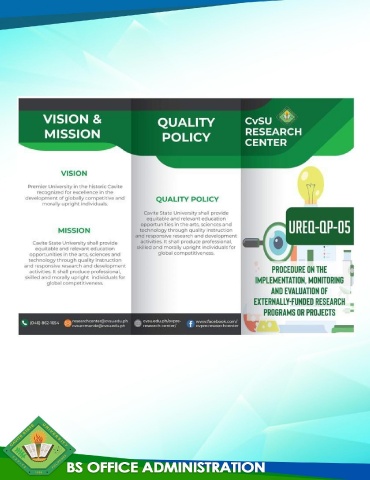 VISION &
MISSION
VISION
Premier University in the historic Cavite
recognized for excellence in the
development of globally competitive and
morally upright individuals.
MISSION
Cavite State University shall provide
equitable and relevant educational
opportunities in the arts, sciences and
technology through quality instruction
and responsive research and development
activities. It shall produce professional,
skilled and morally upright individuals for
global competitiveness.
QUALITY
POLICY
QUALITY POLICY
Cavite State University shall provide
equitable and relevant education
opportunities in the arts, sciences and
technology through quality instruction
and responsive research and development
activities. It shall produce professional,
skilled and morally upright individuals for
global competitiveness.
CvSU
RESEARCH
CENTER
UREQ-QP-05
PROCEDURE ON THE
IMPLEMENTATION, MONITORING
AND EVALUATION OF
EXTERNALLY-FUNDED RESEARCH
PROGRAMS OR PROJECTS
BS OFFICE ADMINISTRATION